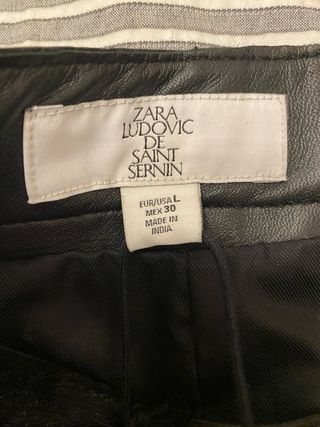 ZARA
LUDOVIC
DE
SAINT
SERNIN
EUR/USA L
MEX 30
MADE IN
INDIA